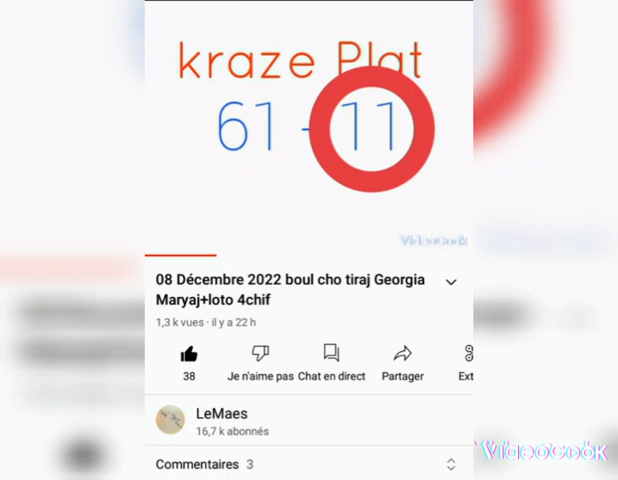 kraze Plat
61 - 11
VideoCook
08 Décembre 2022 boul cho tiraj Georgia
Maryaj+loto 4chif
1,3 k vues · il y a 22 h
38
Je n'aime pas
Chat en direct
Partager
Ext
LeMaes
16,7 k abonnés
Commentaires 3
VideoCook